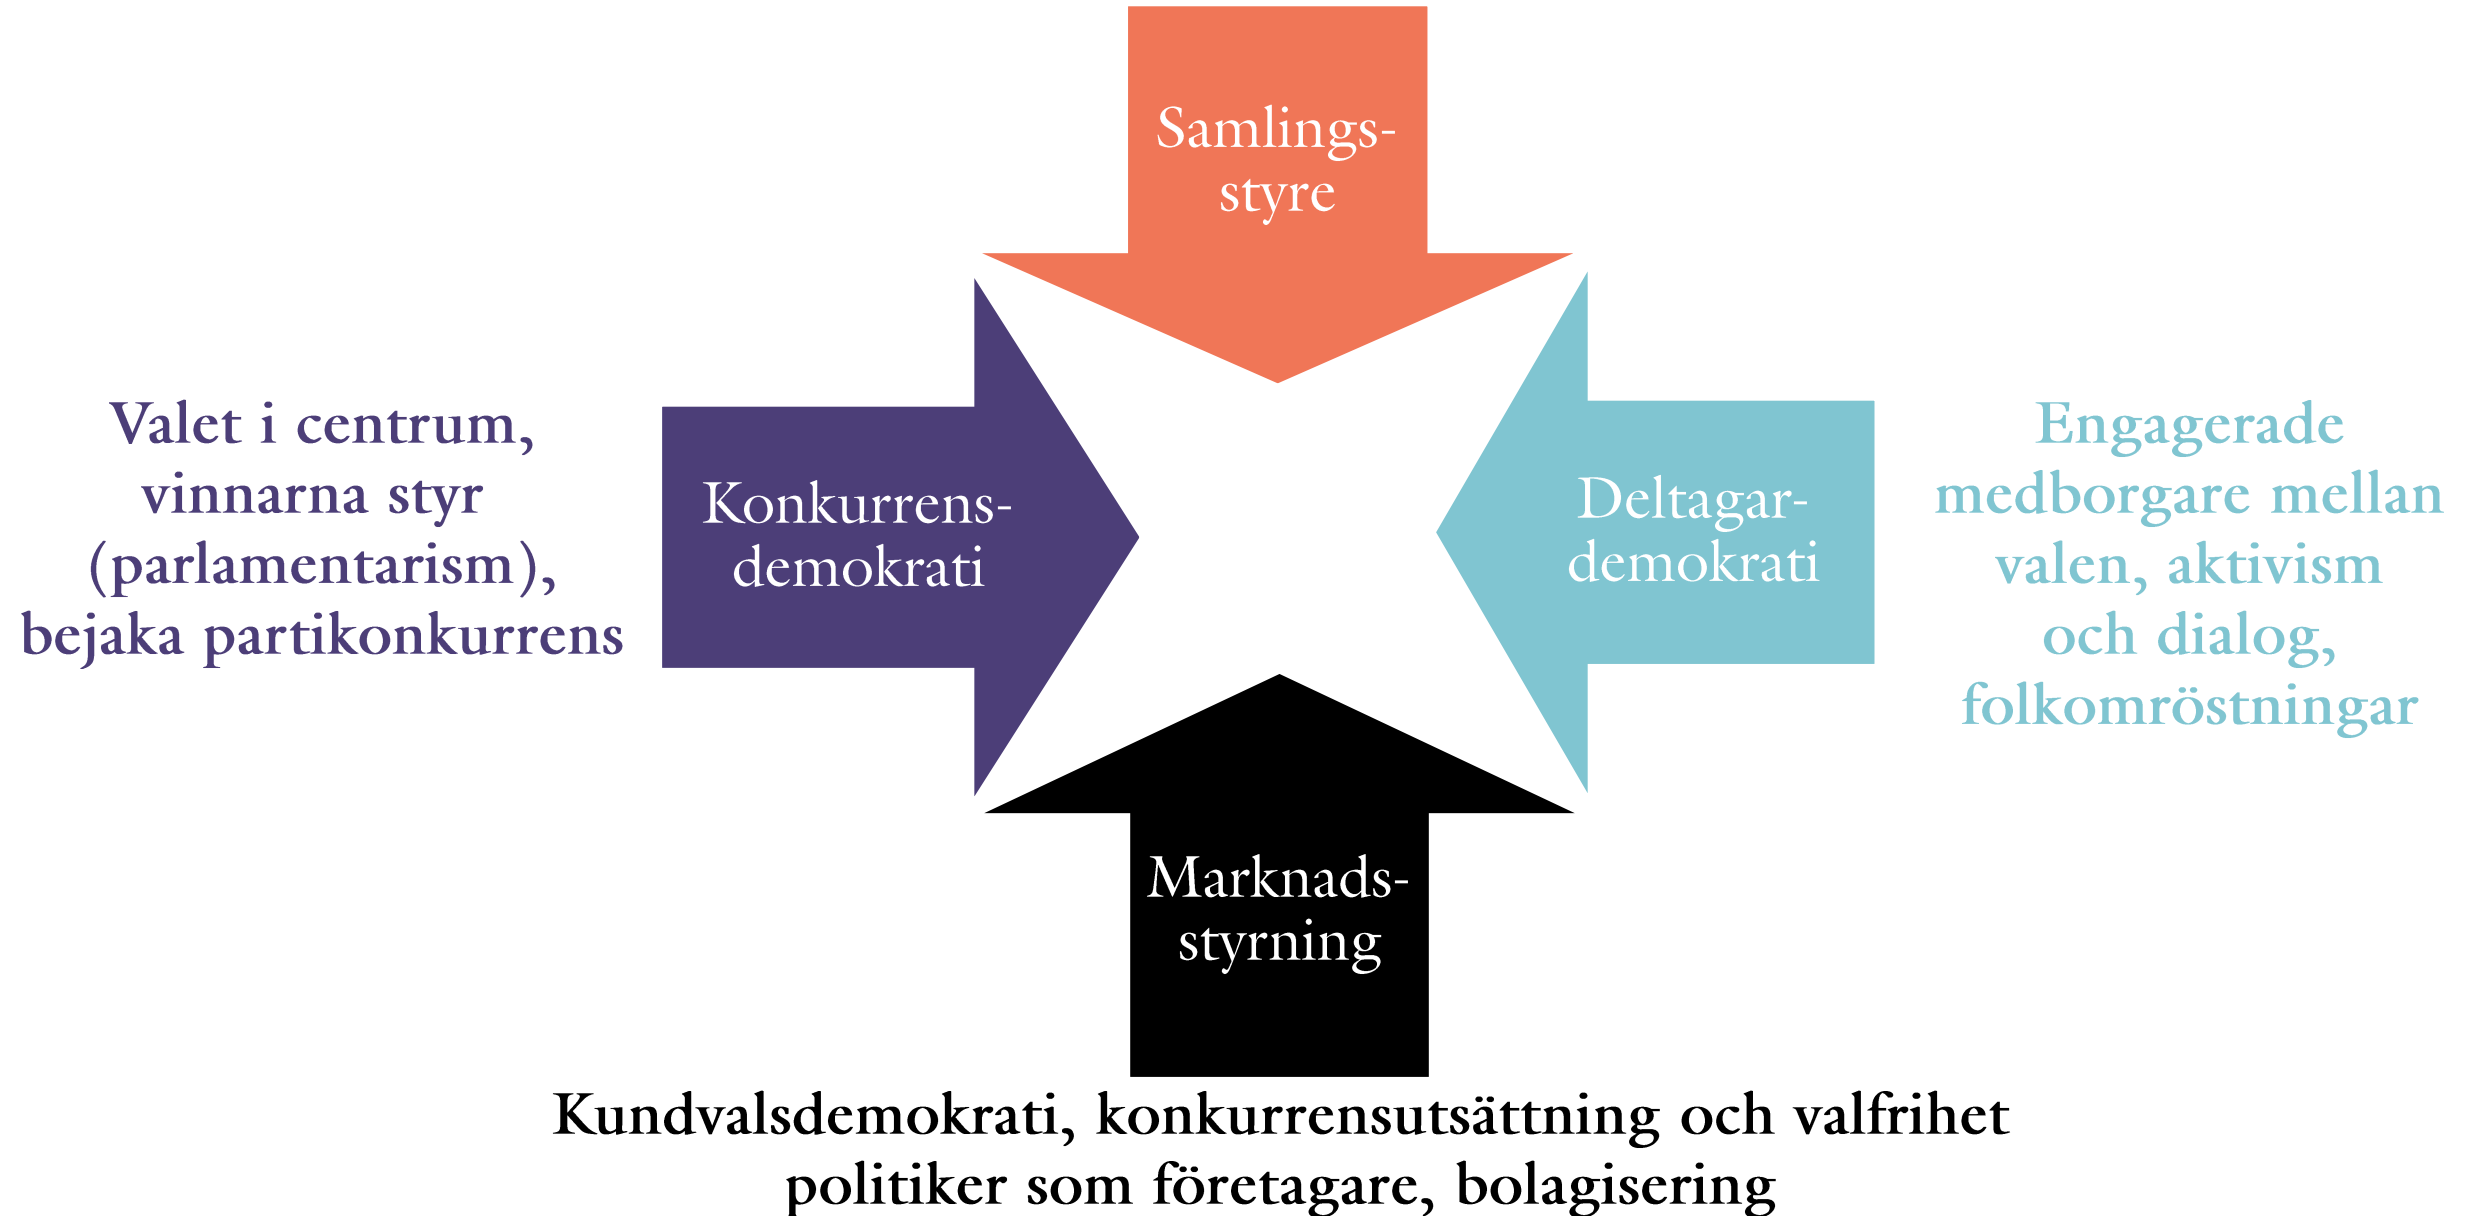 Samlings-
styre
Valet i centrum,
vinnarna styr
(parlamentarism),
bejaka partikonkurrens
Konkurrens-
demokrati
Deltagar-
demokrati
Engagerade
medborgare mellan
valen, aktivism
och dialog,
folkomröstningar
Marknads-
styrning
Kundvalsdemokrati, konkurrensutsättning och valfrihet
politiker som företagare, bolagisering